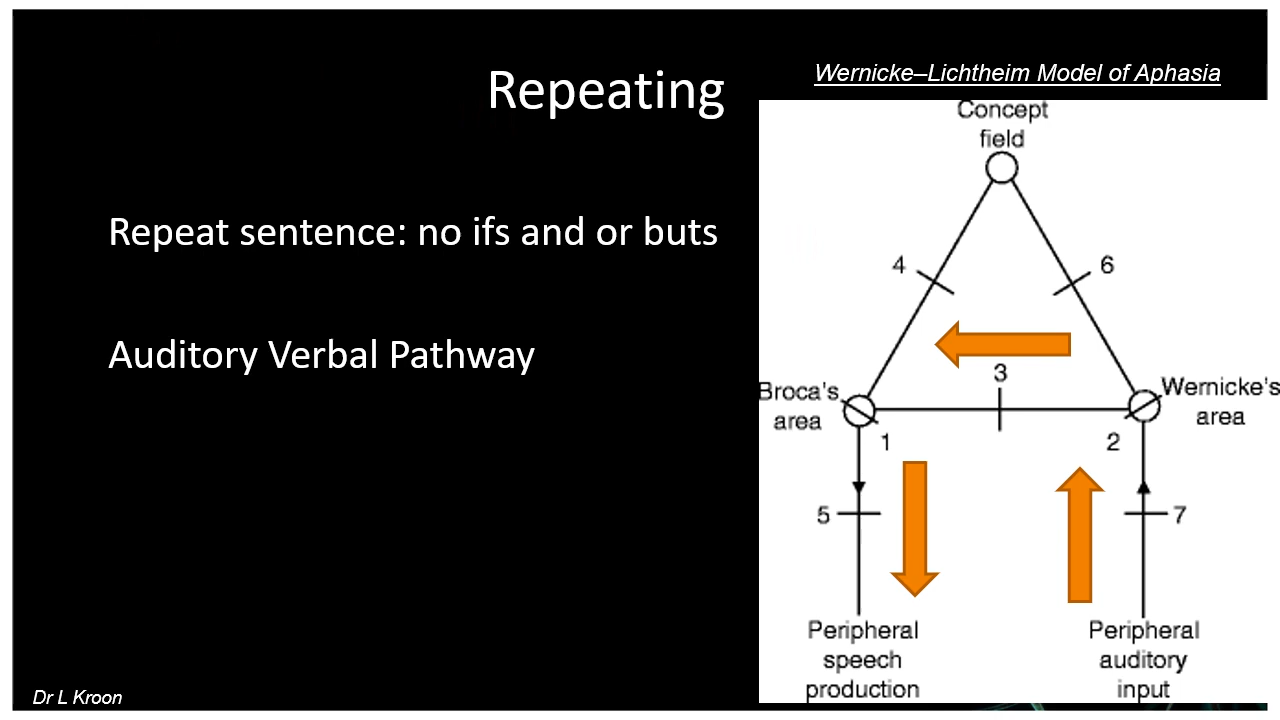 Repeating
Wernicke–Lichtheim Model of Aphasia
Repeat sentence: no ifs and or buts
Auditory Verbal Pathway
Concept
field
4
6
3
Broca's
area
Wernicke's
area
1
2
5
7
Peripheral
speech
production
Peripheral
auditory
input
Dr L Kroon